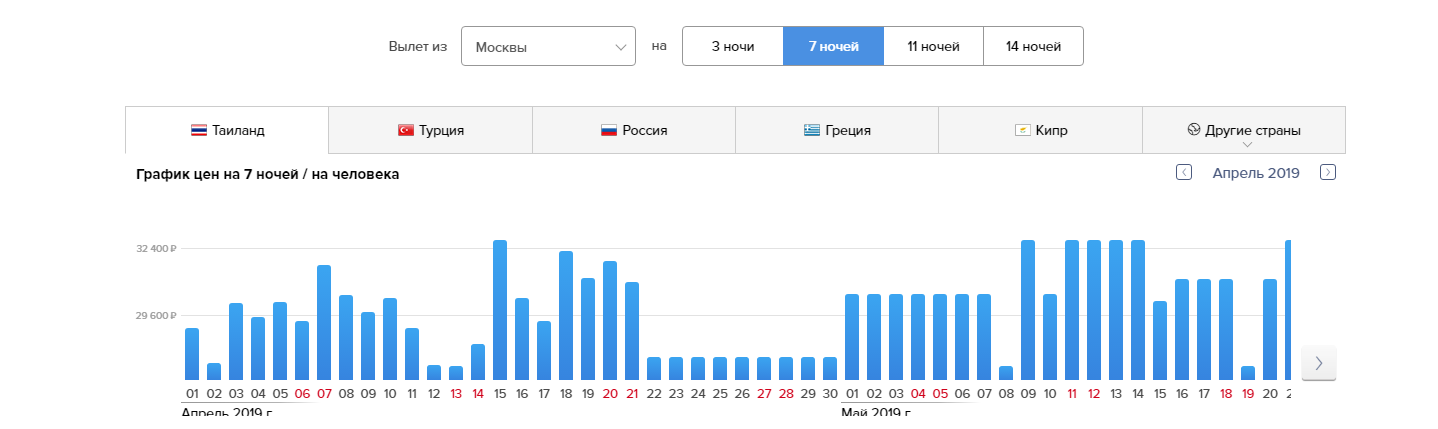 Вылет из Москвы на 3 ночи 7 ночей 11 ночей 14 ночей
Таиланд Турция Россия Греция Кипр Другие страны
График цен на 7 ночей / на человека Апрель 2019
32 400 ₽
29 600 ₽
01 02 03 04 05 06 07 08 09 10 11 12 13 14 15 16 17 18 19 20 21 22 23 24 25 26 27 28 29 30 01 02 03 04 05 06 07 08 09 10 11 12 13 14 15 16 17 18 19 20
Апрель 2019 г. Май 2019 г.